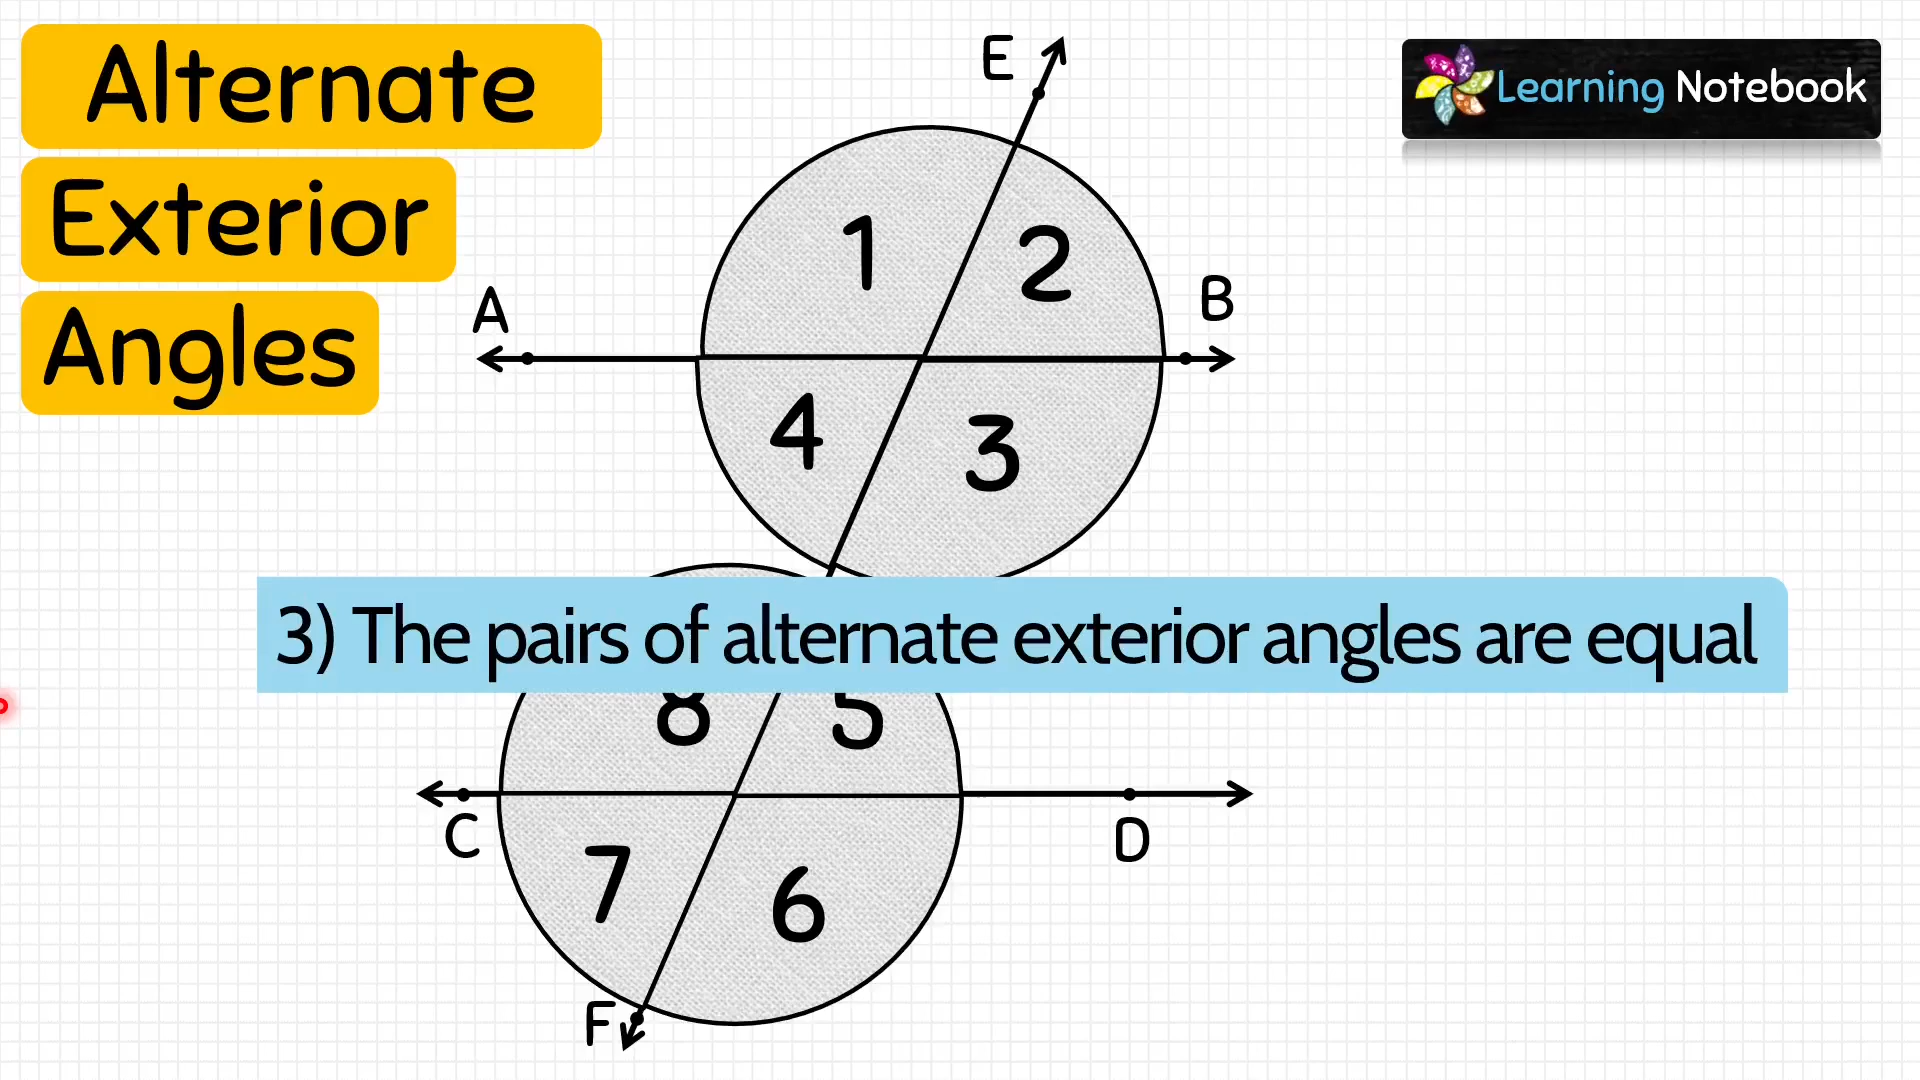 Alternate
Exterior
Angles
E
Learning Notebook
1
2
A
B
4
3
3) The pairs of alternate exterior angles are equal
8
5
C
D
7
6
F